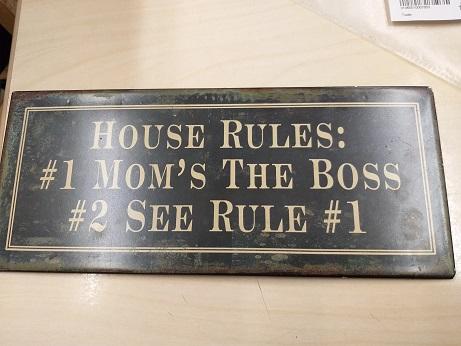 House Rules:
#1 Mom's The Boss
#2 See Rule #1